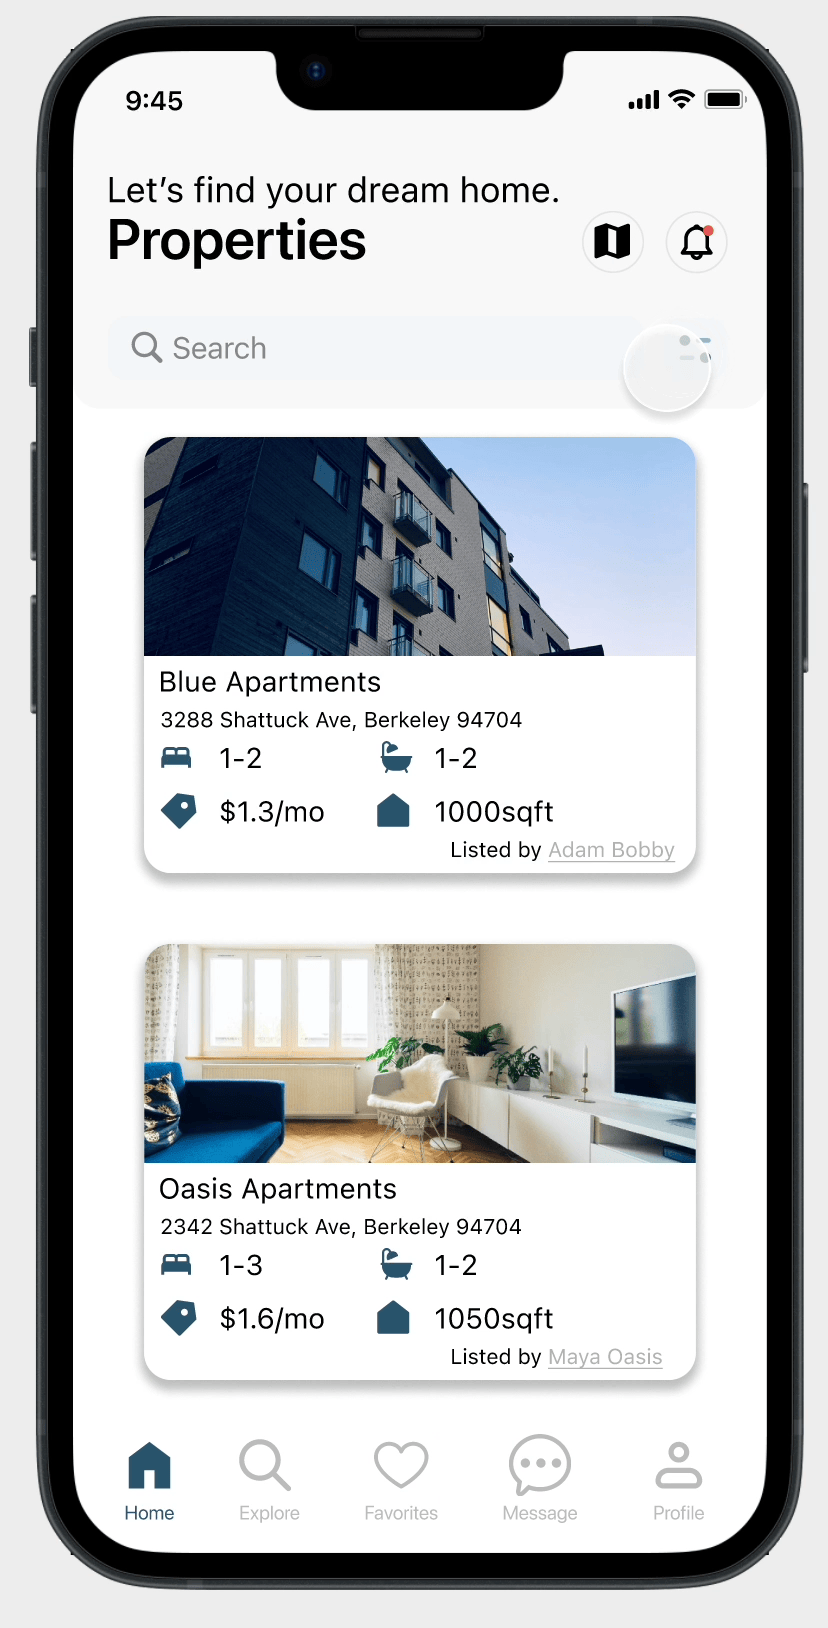 9:45
Let's find your dream home.
Properties
Search
Blue Apartments
3288 Shattuck Ave, Berkeley 94704
1-2 1-2
$1.3/mo 1000sqft
Listed by Adam Bobby
Oasis Apartments
2342 Shattuck Ave, Berkeley 94704
1-3 1-2
$1.6/mo 1050sqft
Listed by Maya Oasis
Home Explore Favorites Message Profile